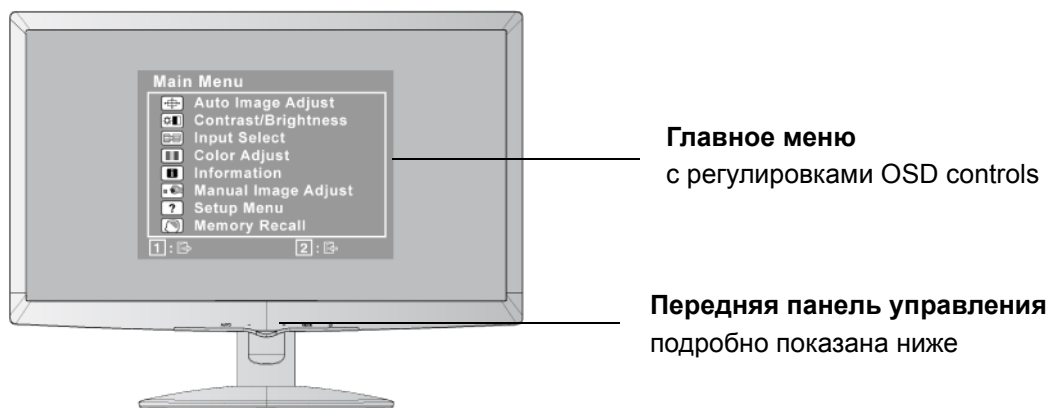 Main Menu
Auto Image Adjust
Contrast/Brightness
Input Select
Color Adjust
Information
Manual Image Adjust
? Setup Menu
Memory Recall
1 : 2 :
Главное меню
с регулировками OSD controls
Передняя панель управления
подробно показана ниже